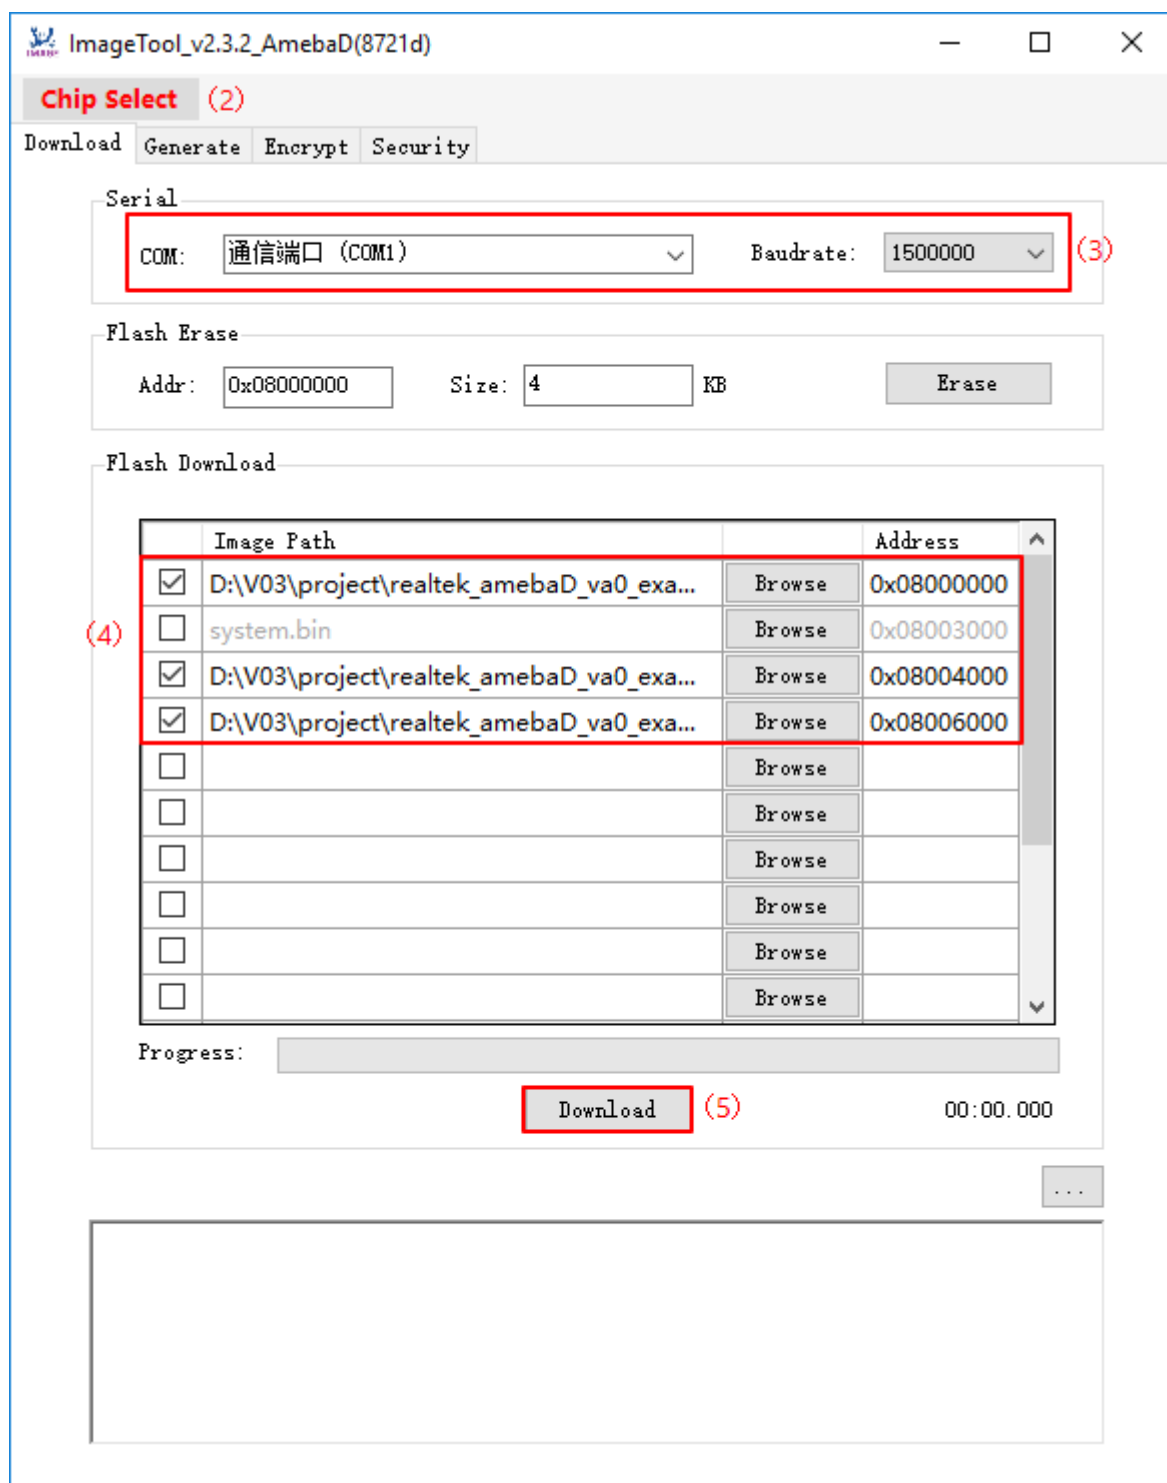 ImageTool_v2.3.2_AmebaD(8721d)
Chip Select (2)
Download Generate Encrypt Security
Serial
COM: 通信端口 (COM1) Baudrate: 1500000 (3)
Flash Erase
Addr: 0x08000000 Size: 4 KB Erase
Flash Download
Image Path Address
D:\V03\project\realtek_amebaD_va0_exa... Browse 0x08000000
(4) system.bin Browse 0x08003000
D:\V03\project\realtek_amebaD_va0_exa... Browse 0x08004000
D:\V03\project\realtek_amebaD_va0_exa... Browse 0x08006000
Browse
Browse
Browse
Browse
Browse
Browse
Progress:
Download (5) 00:00.000
...